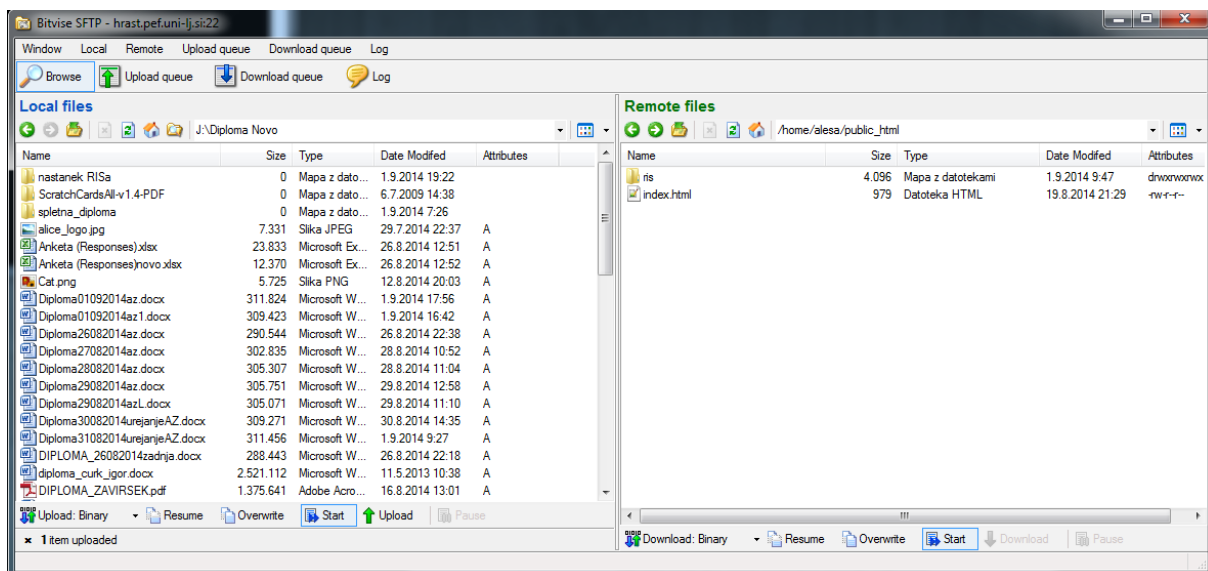 Bitvise SFTP - hrast.pef.uni-lj.si:22
Window Local Remote Upload queue Download queue Log
Browse Upload queue Download queue Log
Local files
J:\Diploma Novo
Name Size Type Date Modifed Attributes
nastanek RISa 0 Mapa z dato... 1.9.2014 19:22
ScratchCardsAll-v1.4-PDF 0 Mapa z dato... 6.7.2009 14:38
spletna_diploma 0 Mapa z dato... 1.9.2014 7:26
alice_logo.jpg 7.331 Slika JPEG 29.7.2014 22:37 A
Anketa (Responses).xlsx 23.833 Microsoft Ex... 26.8.2014 12:51 A
Anketa (Responses)novo.xlsx 12.370 Microsoft Ex... 26.8.2014 12:52 A
Cat.png 5.725 Slika PNG 12.8.2014 20:03 A
Diploma01092014az.docx 311.824 Microsoft W... 1.9.2014 17:56 A
Diploma01092014az1.docx 309.423 Microsoft W... 1.9.2014 16:42 A
Diploma26082014az.docx 290.544 Microsoft W... 26.8.2014 22:38 A
Diploma27082014az.docx 302.835 Microsoft W... 28.8.2014 10:52 A
Diploma28082014az.docx 305.307 Microsoft W... 28.8.2014 11:04 A
Diploma29082014az.docx 305.751 Microsoft W... 29.8.2014 12:58 A
Diploma29082014azL.docx 305.071 Microsoft W... 29.8.2014 11:10 A
Diploma30082014urejanjeAZ.docx 309.271 Microsoft W... 30.8.2014 14:35 A
Diploma31082014urejanjeAZ.docx 311.456 Microsoft W... 1.9.2014 9:27 A
DIPLOMA_26082014zadnja.docx 288.443 Microsoft W... 26.8.2014 22:18 A
diploma_curk_igor.docx 2.521.112 Microsoft W... 11.5.2013 10:38 A
DIPLOMA_ZAVIRSEK.pdf 1.375.641 Adobe Acro... 16.8.2014 13:01 A
Upload: Binary Resume Overwrite Start Upload Pause
1 item uploaded
Remote files
/home/alesa/public_html
Name Size Type Date Modifed Attributes
ris 4.096 Mapa z datotekami 1.9.2014 9:47 drwxrwxrwx
index.html 979 Datoteka HTML 19.8.2014 21:29 -rw-r--r--
Download: Binary Resume Overwrite Start Download Pause